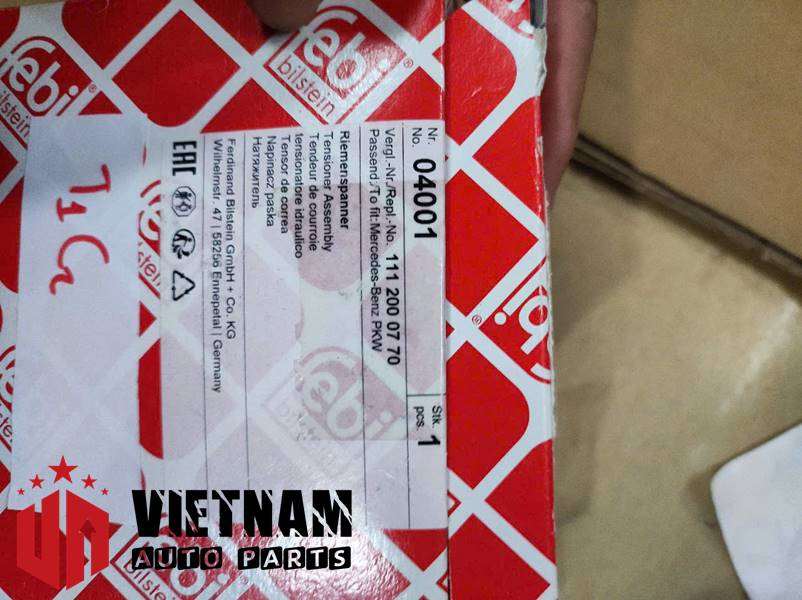 febi
bilstein
Nr.
No. 04001
Stk.
pcs. 1
Vergl.-Nr./Repl.-No. 111 200 07 70
Passend/To fit:Mercedes-Benz PKW
Riemenspanner
Tensioner Assembly
Tendeur de courroie
tensionatore idraulico
Tensor de correa
Napinacz paska
Натяжитель
Ferdinand Bilstein GmbH + Co. KG
Wilhelmstr. 47 | 58256 Ennepetal | Germany
EAC
febi
bilstein
VIETNAM
AUTO PARTS